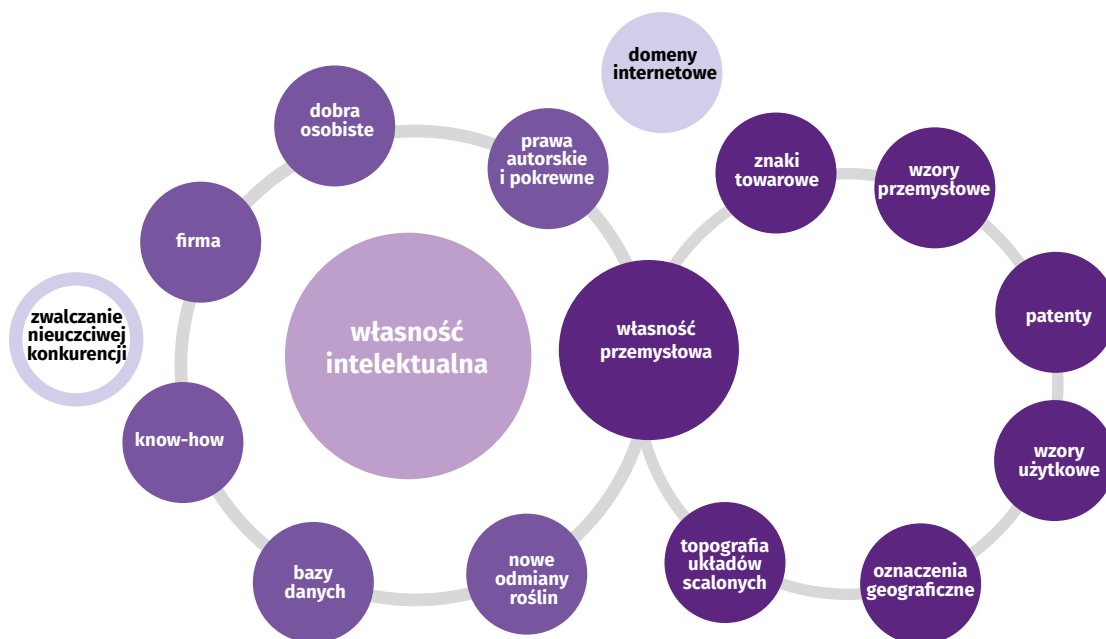 domeny
internetowe
dobra
osobiste
prawa
autorskie
i pokrewne
znaki
towarowe
wzory
przemysłowe
firma
zwalczanie
nieuczciwej
konkurencji
własność
intelektualna
własność
przemysłowa
patenty
know-how
wzory
użytkowe
bazy
danych
nowe
odmiany
roślin
topografia
układów
scalonych
oznaczenia
geograficzne